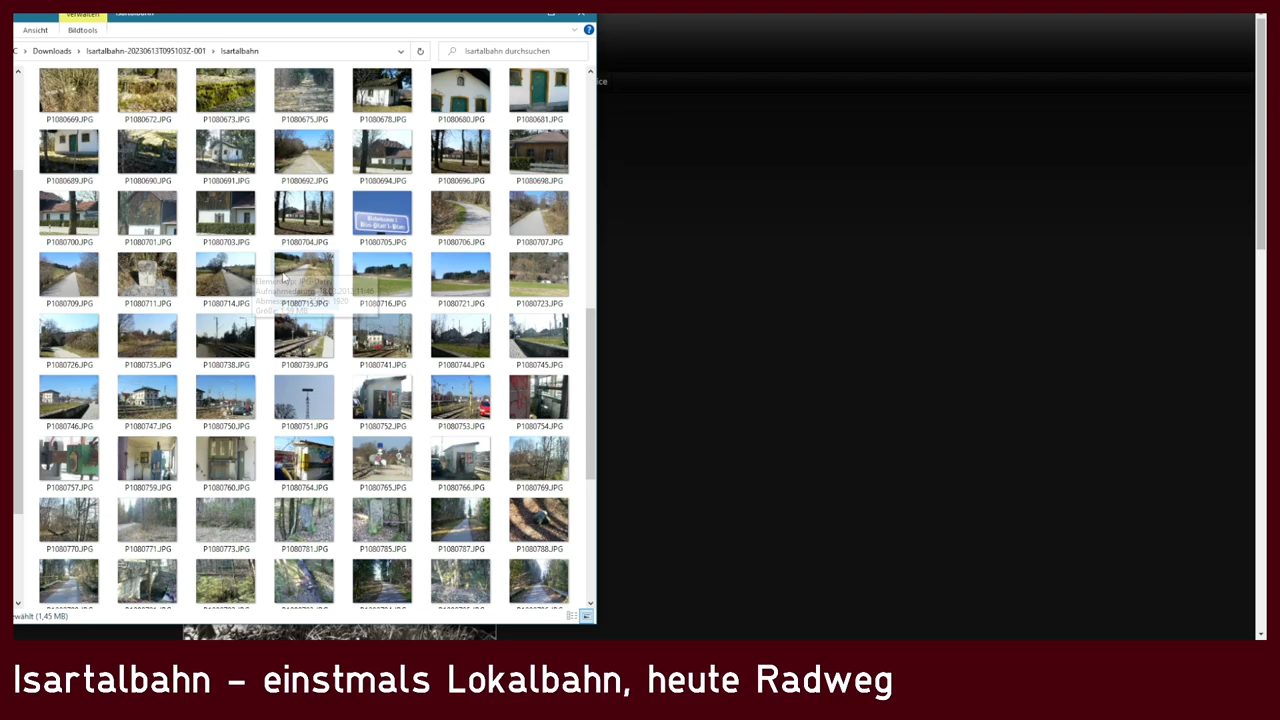 Verwalten
Isartalbahn
Ansicht
Bildtools
Downloads > Isartalbahn-20230613T095103Z-001 > Isartalbahn
Isartalbahn durchsuchen
P1080669.JPG P1080672.JPG P1080673.JPG P1080675.JPG P1080678.JPG P1080680.JPG P1080681.JPG
P1080689.JPG P1080690.JPG P1080691.JPG P1080692.JPG P1080694.JPG P1080696.JPG P1080698.JPG
P1080700.JPG P1080701.JPG P1080703.JPG P1080704.JPG P1080705.JPG P1080706.JPG P1080707.JPG
P1080709.JPG P1080711.JPG P1080714.JPG P1080715.JPG P1080716.JPG P1080721.JPG P1080723.JPG
P1080726.JPG P1080735.JPG P1080738.JPG P1080739.JPG P1080741.JPG P1080744.JPG P1080745.JPG
P1080746.JPG P1080747.JPG P1080750.JPG P1080751.JPG P1080752.JPG P1080753.JPG P1080754.JPG
P1080757.JPG P1080759.JPG P1080760.JPG P1080764.JPG P1080765.JPG P1080766.JPG P1080769.JPG
P1080770.JPG P1080771.JPG P1080773.JPG P1080781.JPG P1080785.JPG P1080787.JPG P1080788.JPG
wählt (1,45 MB)
Isartalbahn – einstmals Lokalbahn, heute Radweg